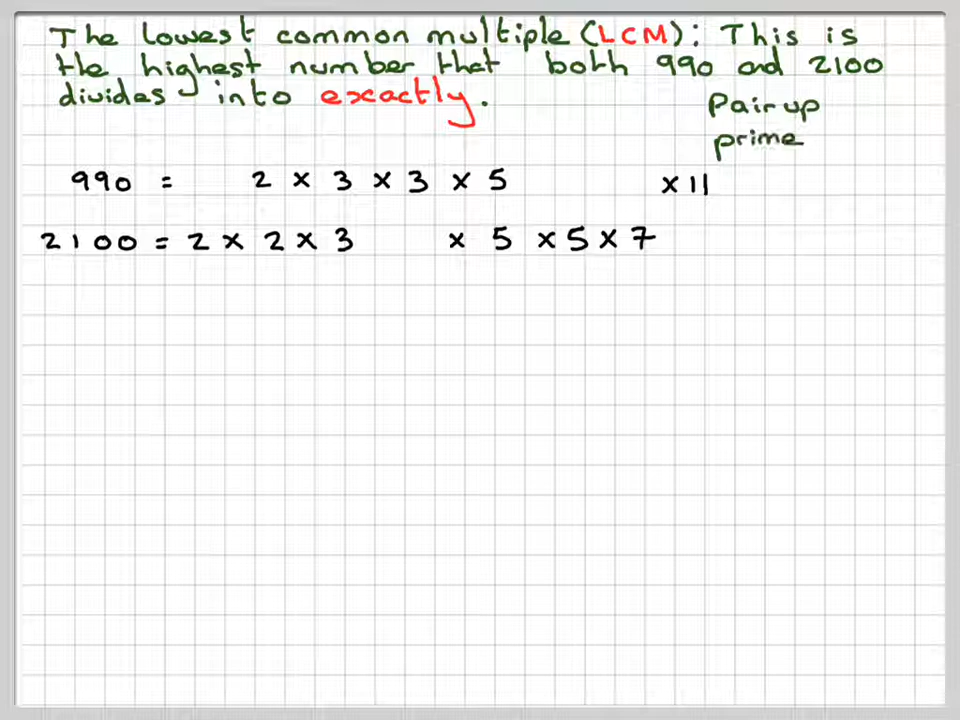 The lowest common multiple (LCM): This is
the highest number that both 990 and 2100
divides into exactly.
Pair up
prime
990 = 2 × 3 × 3 × 5 × 11
2100 = 2 × 2 × 3 × 5 × 5 × 7